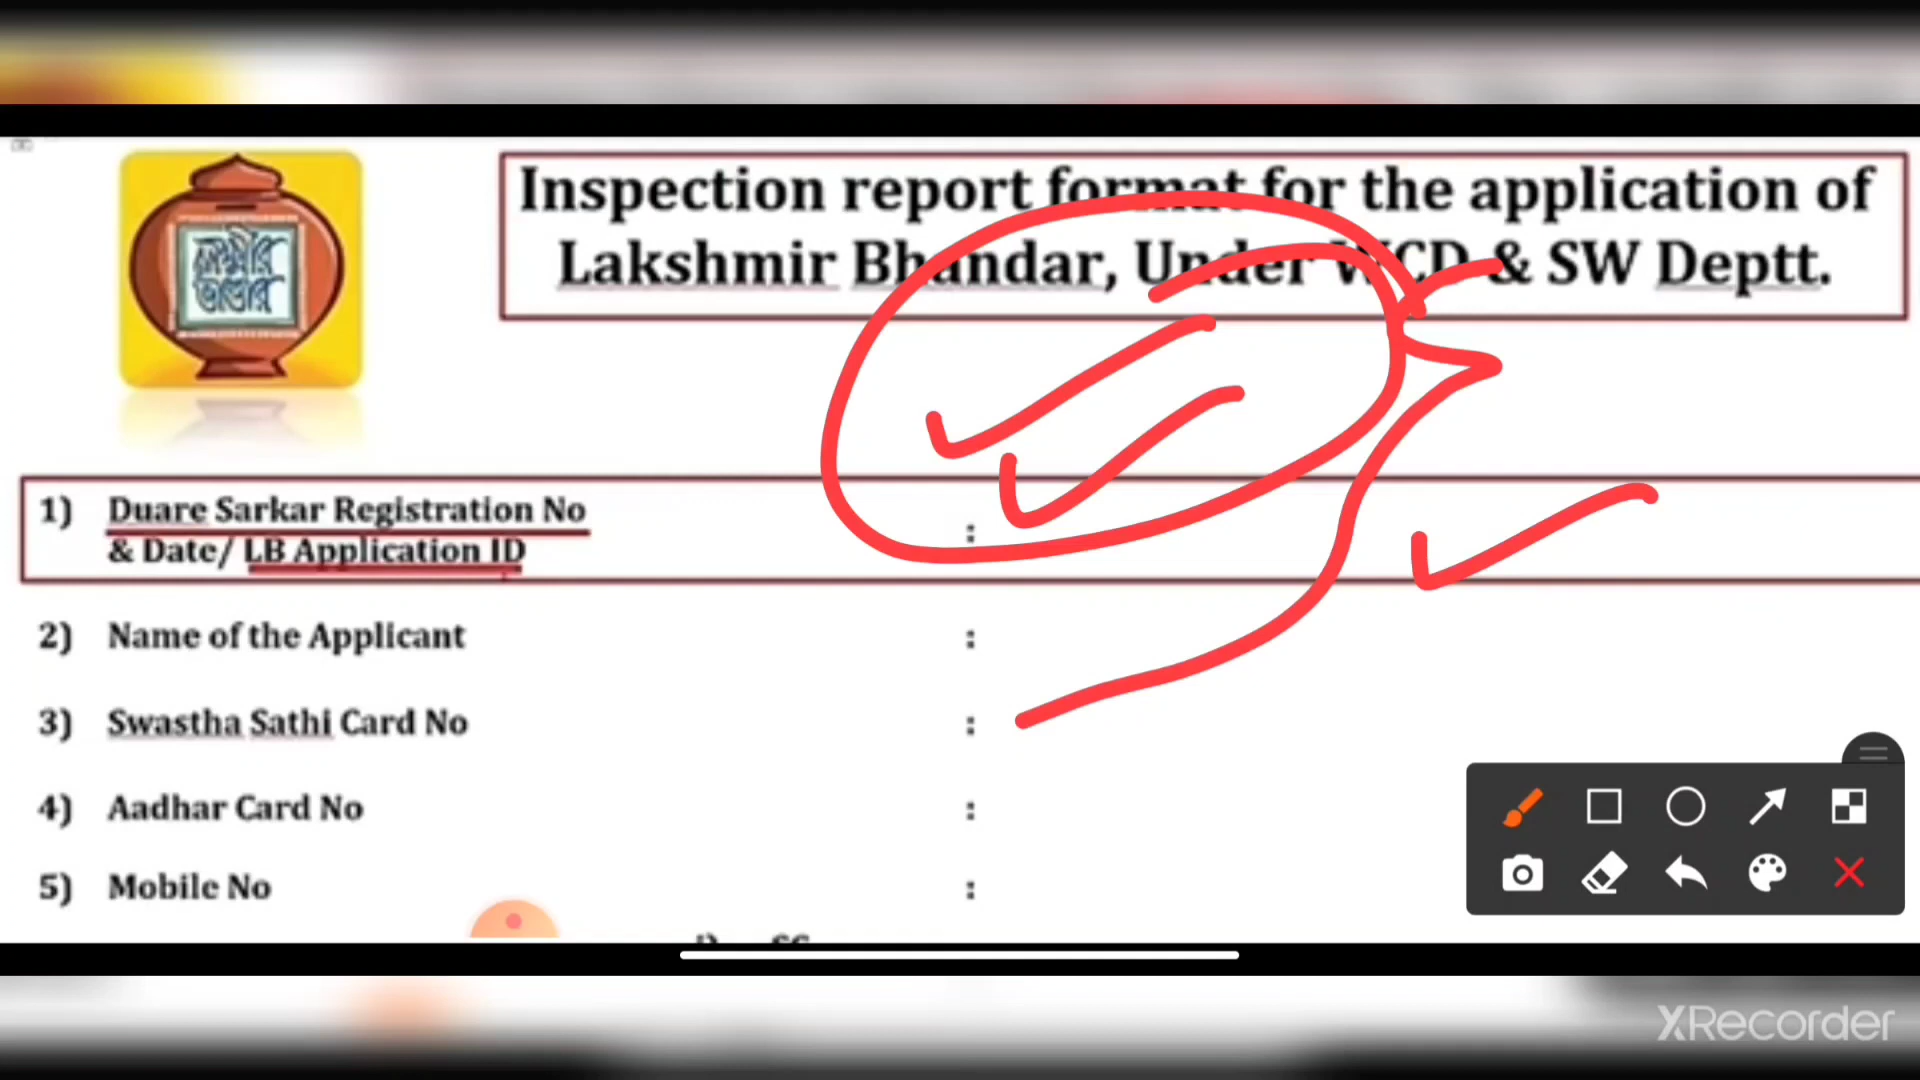 লক্ষ্মীর
ভাণ্ডার
Inspection report format for the application of
Lakshmir Bhandar, Under WCD & SW Deptt.
1) Duare Sarkar Registration No
& Date/ LB Application ID :
2) Name of the Applicant :
3) Swastha Sathi Card No :
4) Aadhar Card No :
5) Mobile No :
XRecorder